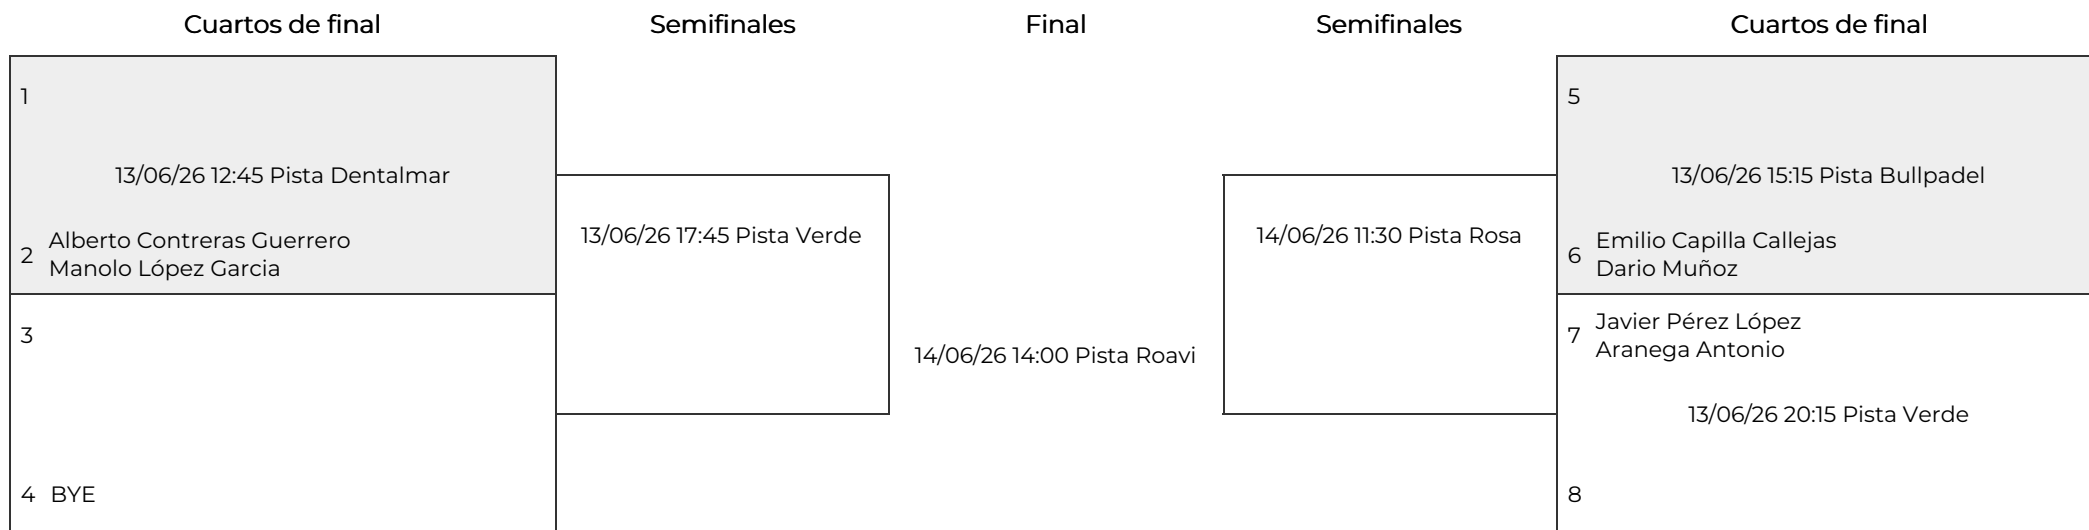 Cuartos de final
Semifinales
Final
Semifinales
Cuartos de final
1
13/06/26 12:45 Pista Dentalmar
2
Alberto Contreras Guerrero
Manolo López Garcia
3
4 BYE
13/06/26 17:45 Pista Verde
14/06/26 14:00 Pista Roavi
14/06/26 11:30 Pista Rosa
5
13/06/26 15:15 Pista Bullpadel
6
Emilio Capilla Callejas
Dario Muñoz
7
Javier Pérez López
Aranega Antonio
13/06/26 20:15 Pista Verde
8